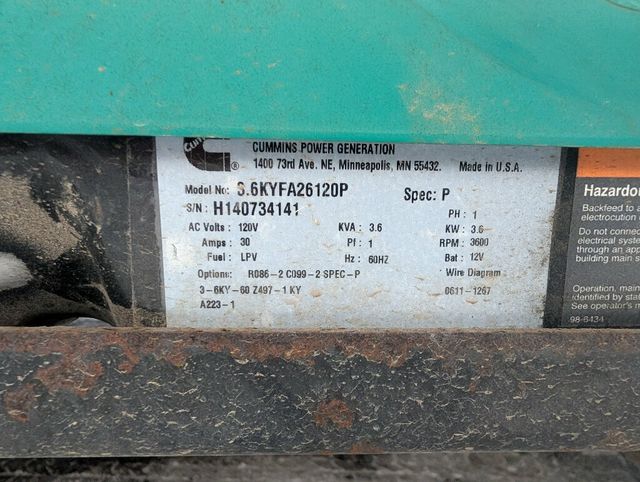 CUMMINS POWER GENERATION
1400 73rd Ave. NE, Minneapolis, MN 55432. Made in U.S.A.
Model No: 3.6KYFA26120P Spec: P
S/N: H140734141
PH : 1
AC Volts : 120V KVA : 3.6 KW : 3.6
Amps : 30 Pf : 1 RPM : 3600
Fuel : LPV Hz : 60HZ Bat : 12V
Options: R086-2 C099-2 SPEC-P : Wire Diagram
3-6KY-60 Z497-1 KY 0611-1267
A223-1
Hazardo
Backfeed to
electrocution
Do not connec
electrical syste
through an app
building main s
Operation, main
identified by stat
See operator's m
98-6434